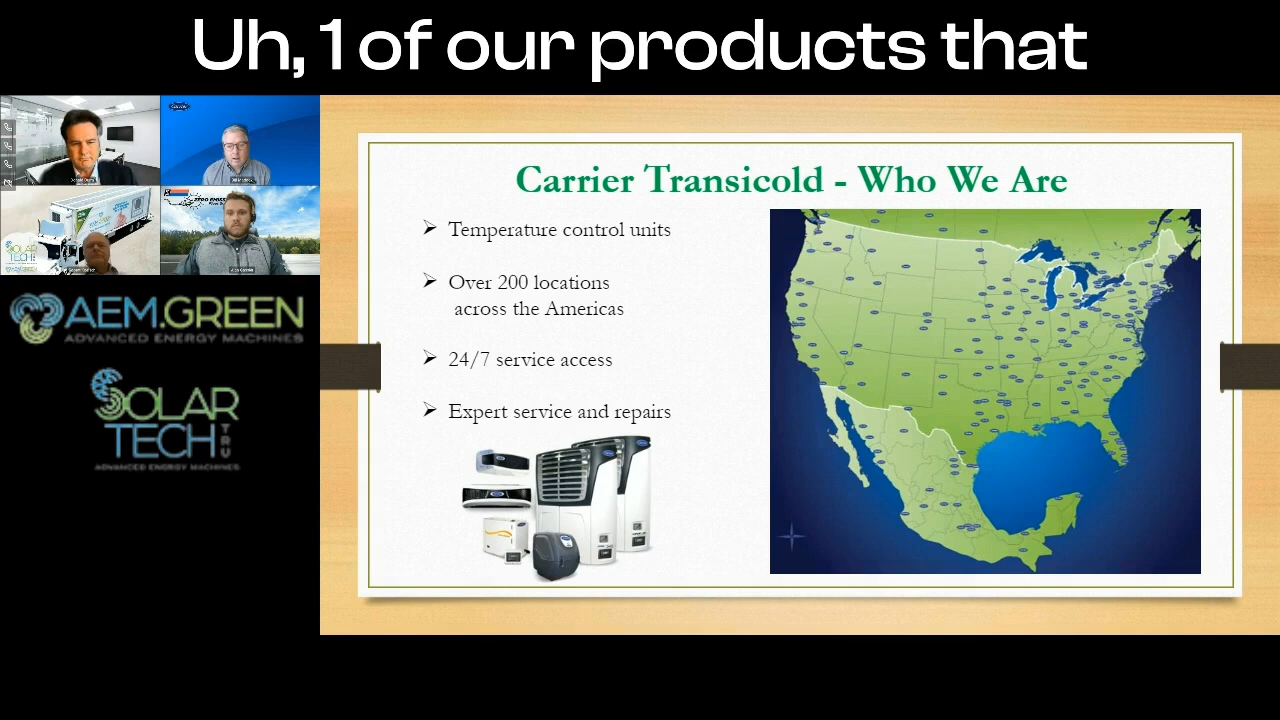 Uh, 1 of our products that
AEM.GREEN
ADVANCED ENERGY MACHINES
SOLAR
TECH
TRU
ADVANCED ENERGY MACHINES
Carrier Transicold - Who We Are
Temperature control units
Over 200 locations
across the Americas
24/7 service access
Expert service and repairs